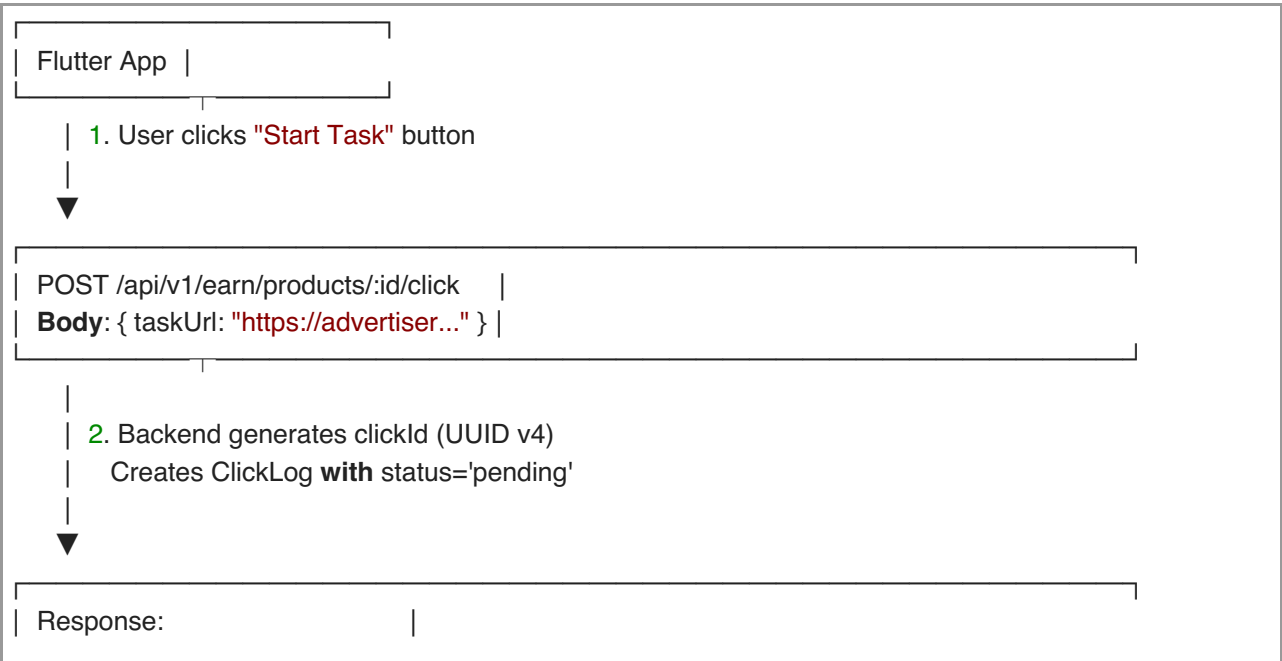 Flutter App
1. User clicks "Start Task" button
POST /api/v1/earn/products/:id/click
Body: { taskUrl: "https://advertiser..." }
2. Backend generates clickId (UUID v4)
Creates ClickLog with status='pending'
Response: